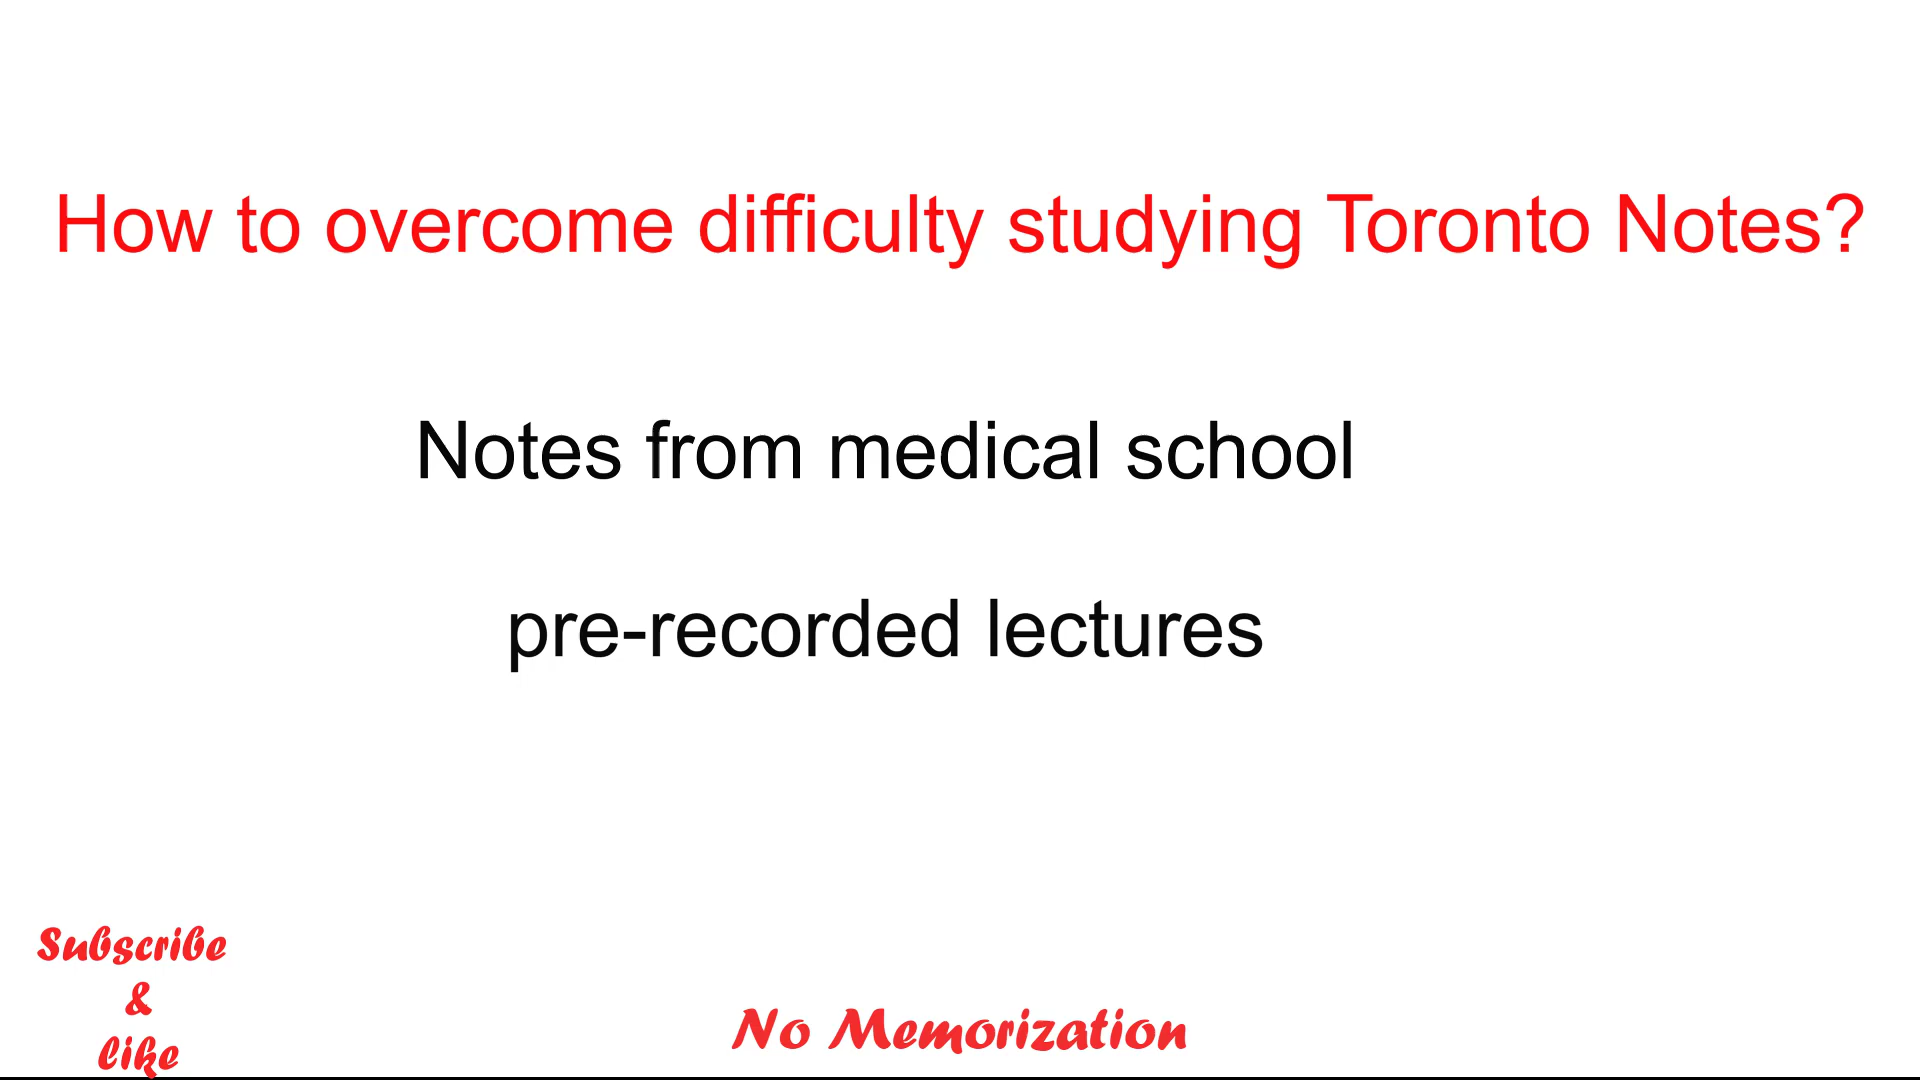 How to overcome difficulty studying Toronto Notes?
Notes from medical school
pre-recorded lectures
Subscribe
&
like
No Memorization